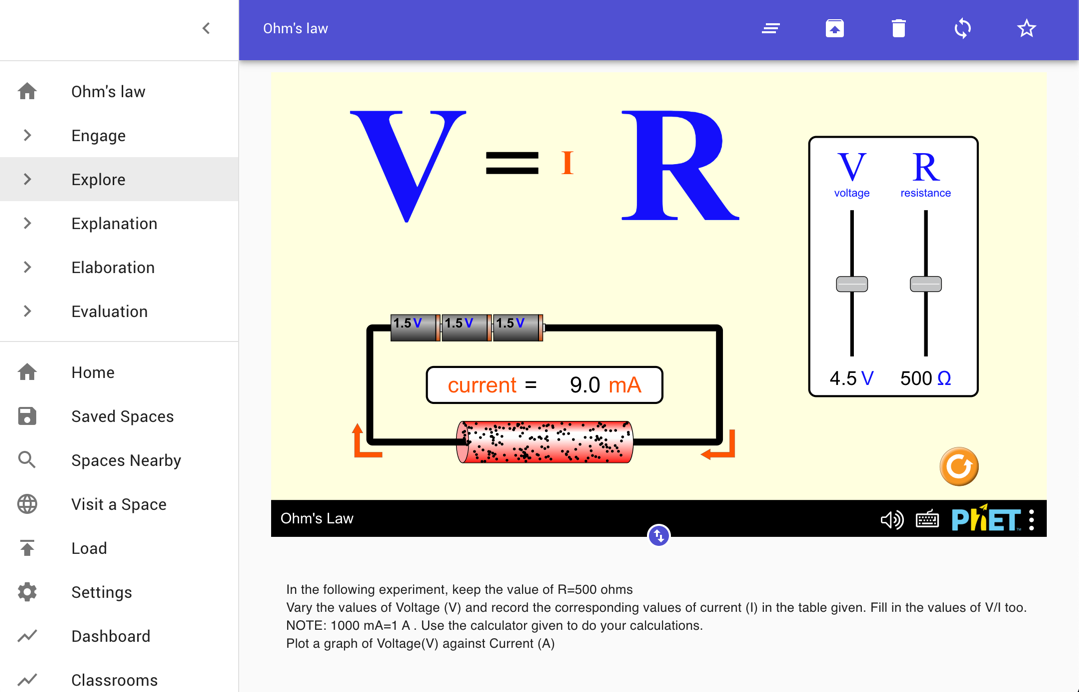 Ohm's law
Ohm's law
Engage
Explore
Explanation
Elaboration
Evaluation
Home
Saved Spaces
Spaces Nearby
Visit a Space
Load
Settings
Dashboard
Classrooms
V = I R
V R
voltage resistance
4.5 V 500 Ω
1.5 V 1.5 V 1.5 V
current = 9.0 mA
Ohm's Law
PhET
In the following experiment, keep the value of R=500 ohms
Vary the values of Voltage (V) and record the corresponding values of current (I) in the table given. Fill in the values of V/I too.
NOTE: 1000 mA=1 A . Use the calculator given to do your calculations.
Plot a graph of Voltage(V) against Current (A)